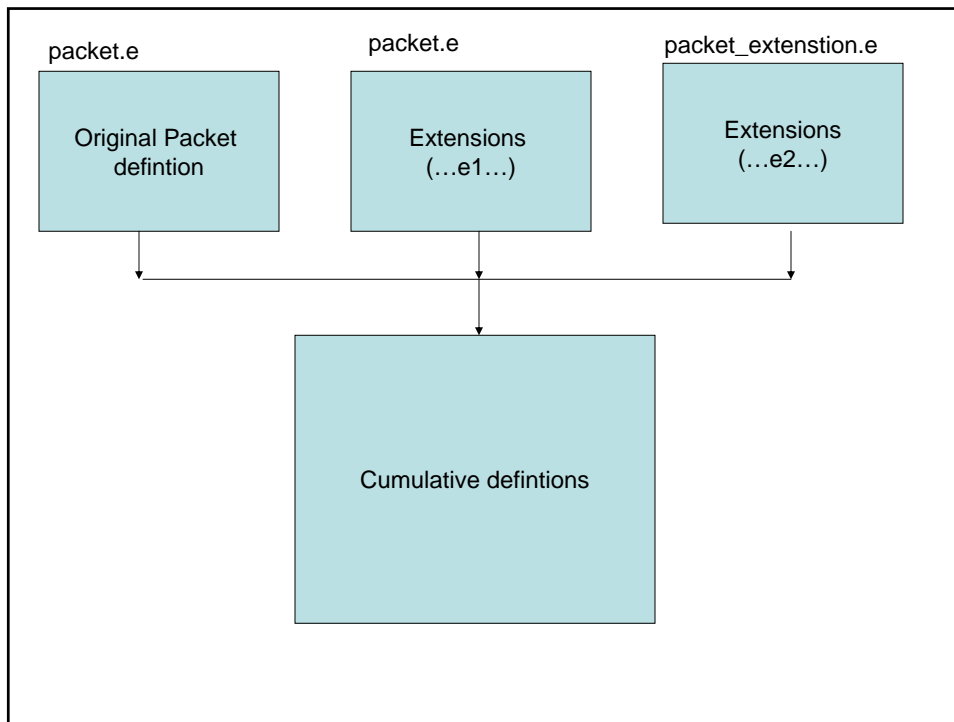 packet.e
packet.e
packet_extenstion.e
Original Packet
defintion
Extensions
(…e1…)
Extensions
(…e2…)
Cumulative defintions